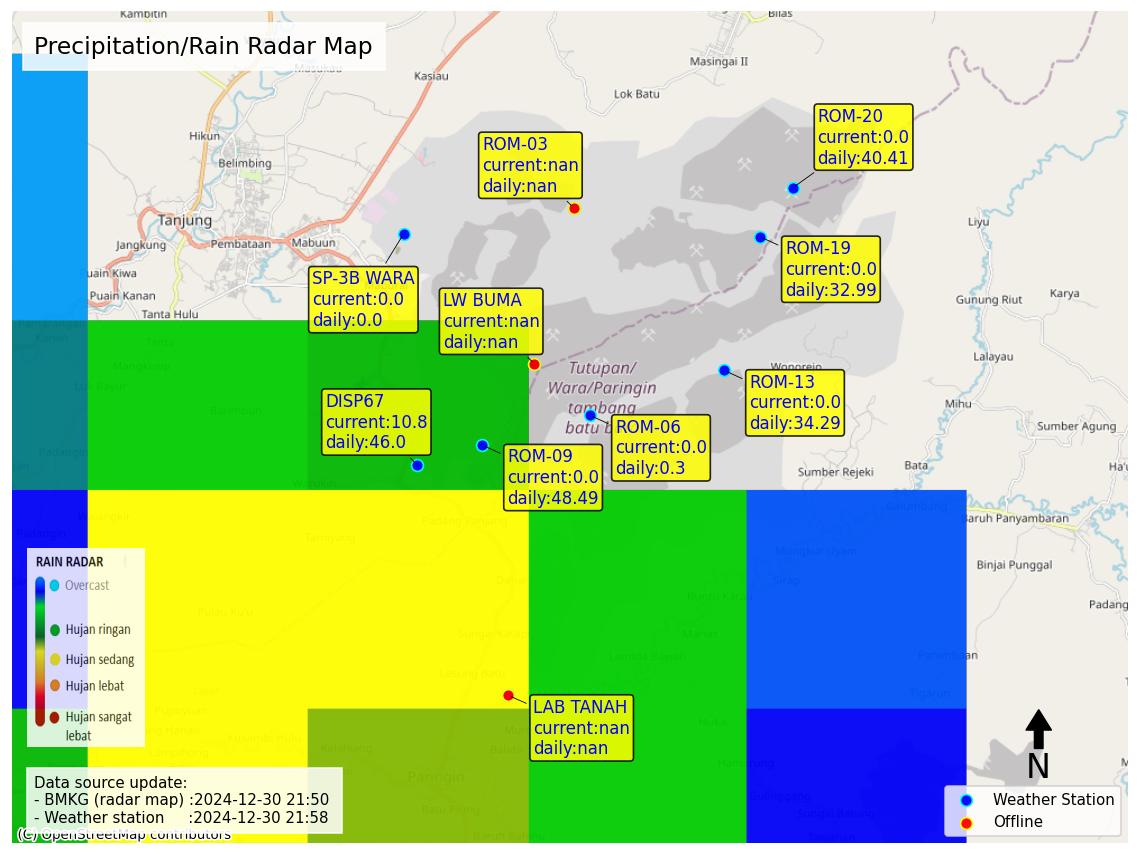 Kambitin
Bilas
Precipitation/Rain Radar Map
Masukau
Kasiau
Masingai II
Lok Batu
ROM-20
current:0.0
daily:40.41
Hikun
ROM-03
current:nan
daily:nan
Belimbing
Tanjung
Liyu
Jangkung
Pembataan
Mabuun
ROM-19
current:0.0
daily:32.99
Suain Kiwa
SP-3B WARA
current:0.0
daily:0.0
Puain Kanan
Tanta Hulu
LW BUMA
current:nan
daily:nan
Gunung Riut
Karya
Lalayau
Tutupan/
Wara/Paringin
tambang
batu b
Wonorejo
ROM-13
current:0.0
daily:34.29
Mihu
Sumber Agung
DISP67
current:10.8
daily:46.0
ROM-06
current:0.0
daily:0.3
ROM-09
current:0.0
daily:48.49
Sumber Rejeki
Bata
Baruh Panyambaran
Binjai Punggal
Padang
RAIN RADAR
Overcast
Hujan ringan
Hujan sedang
Hujan lebat
Hujan sangat
lebat
LAB TANAH
current:nan
daily:nan
Paringin
N
Data source update:
- BMKG (radar map) :2024-12-30 21:50
- Weather station :2024-12-30 21:58
Weather Station
Offline
(C) OpenStreetMap contributors